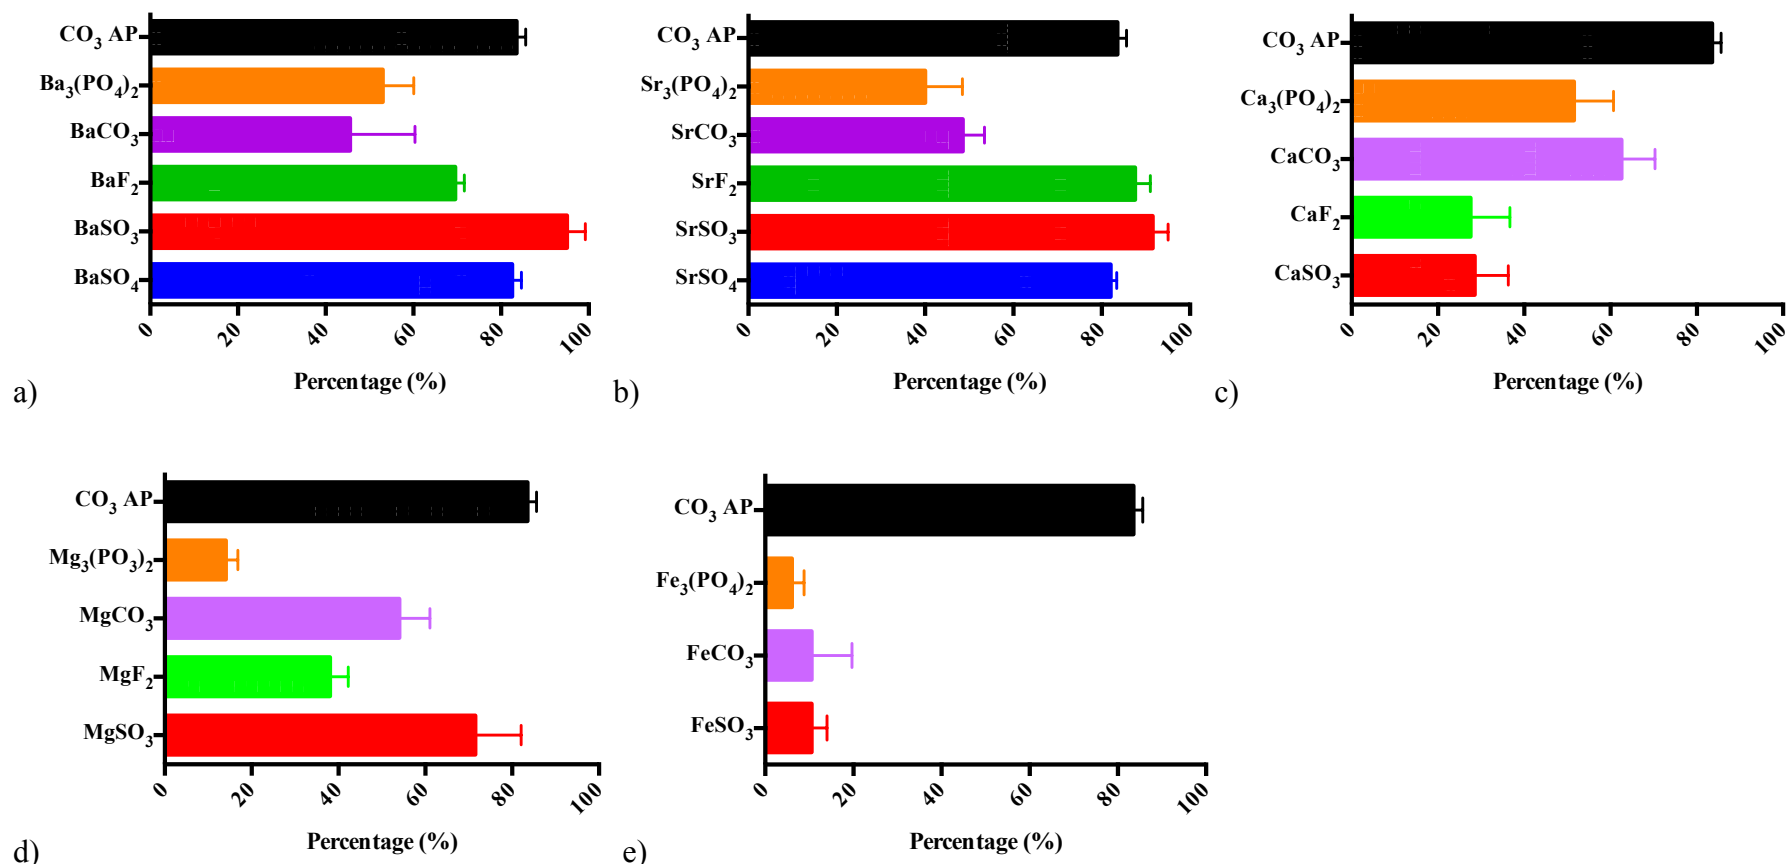 CO₃ AP
Ba₃(PO₄)₂
BaCO₃
BaF₂
BaSO₃
BaSO₄
0 20 40 60 80 100
Percentage (%)
a)
CO₃ AP
Sr₃(PO₄)₂
SrCO₃
SrF₂
SrSO₃
SrSO₄
0 20 40 60 80 100
Percentage (%)
b)
CO₃ AP
Ca₃(PO₄)₂
CaCO₃
CaF₂
CaSO₃
0 20 40 60 80 100
Percentage (%)
c)
CO₃ AP
Mg₃(PO₃)₂
MgCO₃
MgF₂
MgSO₃
0 20 40 60 80 100
Percentage (%)
d)
CO₃ AP
Fe₃(PO₄)₂
FeCO₃
FeSO₃
0 20 40 60 80 100
Percentage (%)
e)